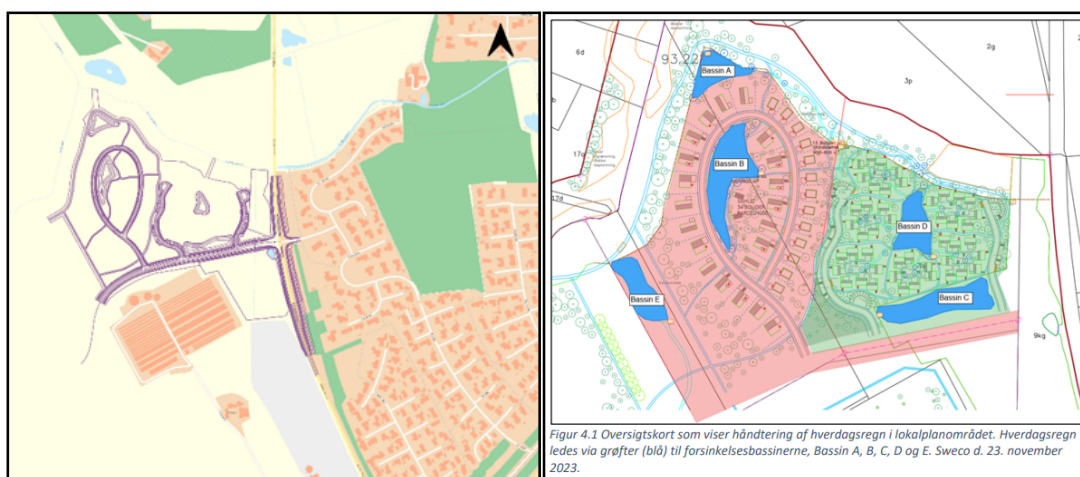 6d
93.22
Bassin A
2g
3p
17d
Bassin B
Bassin D
Bassin C
Bassin E
9kg
Figur 4.1 Oversigtskort som viser håndtering af hverdagsregn i lokalplanområdet. Hverdagsregn
ledes via grøfter (blå) til forsinkelsesbassinerne, Bassin A, B, C, D og E. Sweco d. 23. november
2023.